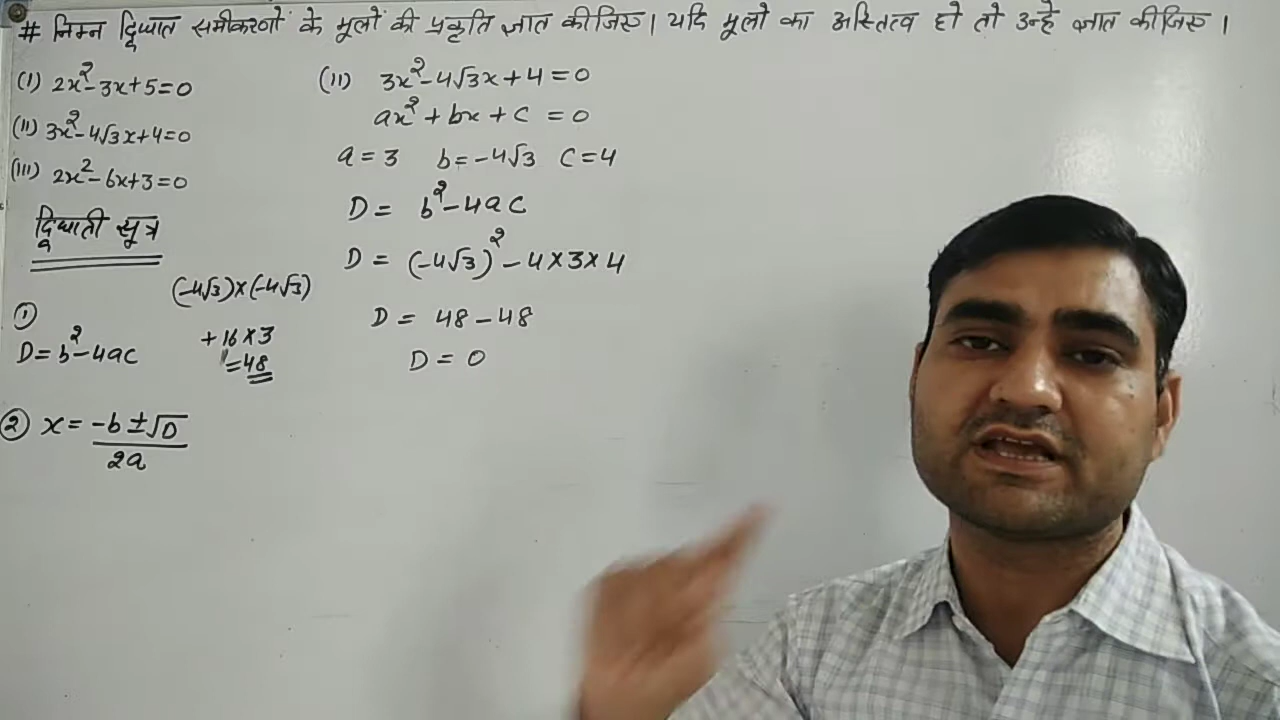 # निम्न द्विघात समीकरणों के मूलों की प्रकृति ज्ञात कीजिए। यदि मूलो का अस्तित्व हो तो उन्हे ज्ञात कीजिए।
(I) 2x²-3x+5=0
(II) 3x²-4√3x+4=0
(III) 2x²-6x+3=0
द्विघाती सूत्र
①
D=b²-4ac
② x= (-b±√D)/2a
(-4√3)×(-4√3)
+16×3
=48
(II) 3x²-4√3x+4=0
ax²+bx+c=0
a=3 b=-4√3 c=4
D= b²-4ac
D= (-4√3)²-4×3×4
D= 48-48
D= 0